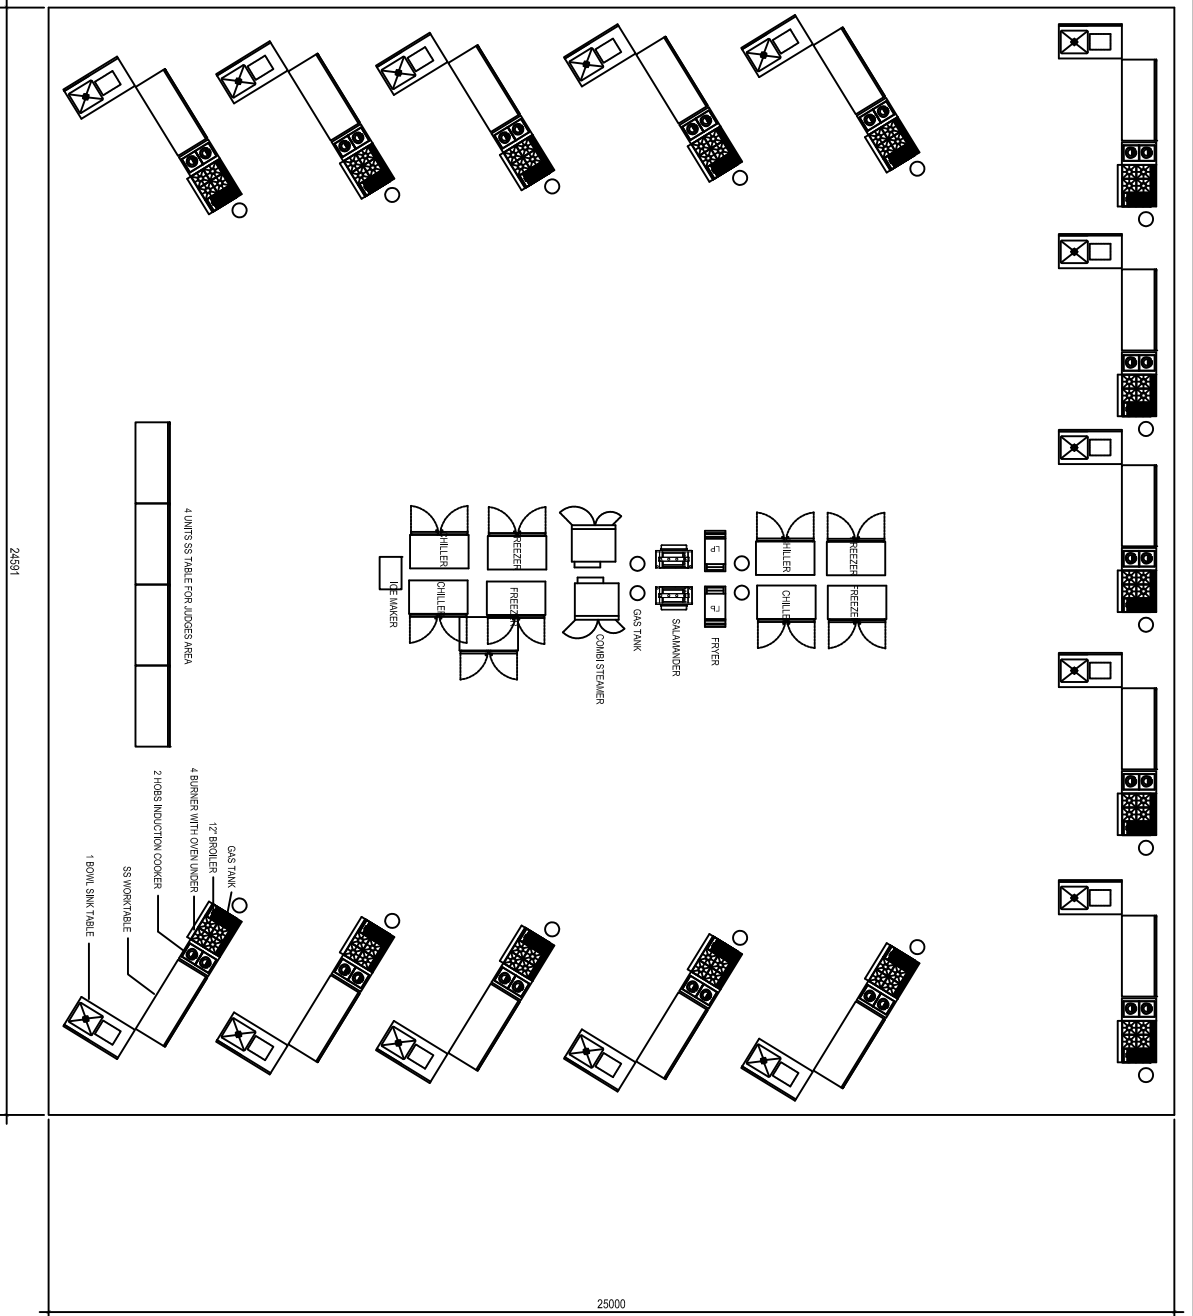 24591
4 UNITS SS TABLE FOR JUDGES AREA
CHILLER
FREEZER
ICE MAKER
CHILLER
FREEZER
COMBI STEAMER
GAS TANK
SALAMANDER
FRYER
LP
LP
CHILLER
FREEZER
CHILLER
FREEZER
GAS TANK
12" BROILER
4 BURNER WITH OVEN UNDER
2 HOBS INDUCTION COOKER
SS WORKTABLE
1 BOWL SINK TABLE
25000